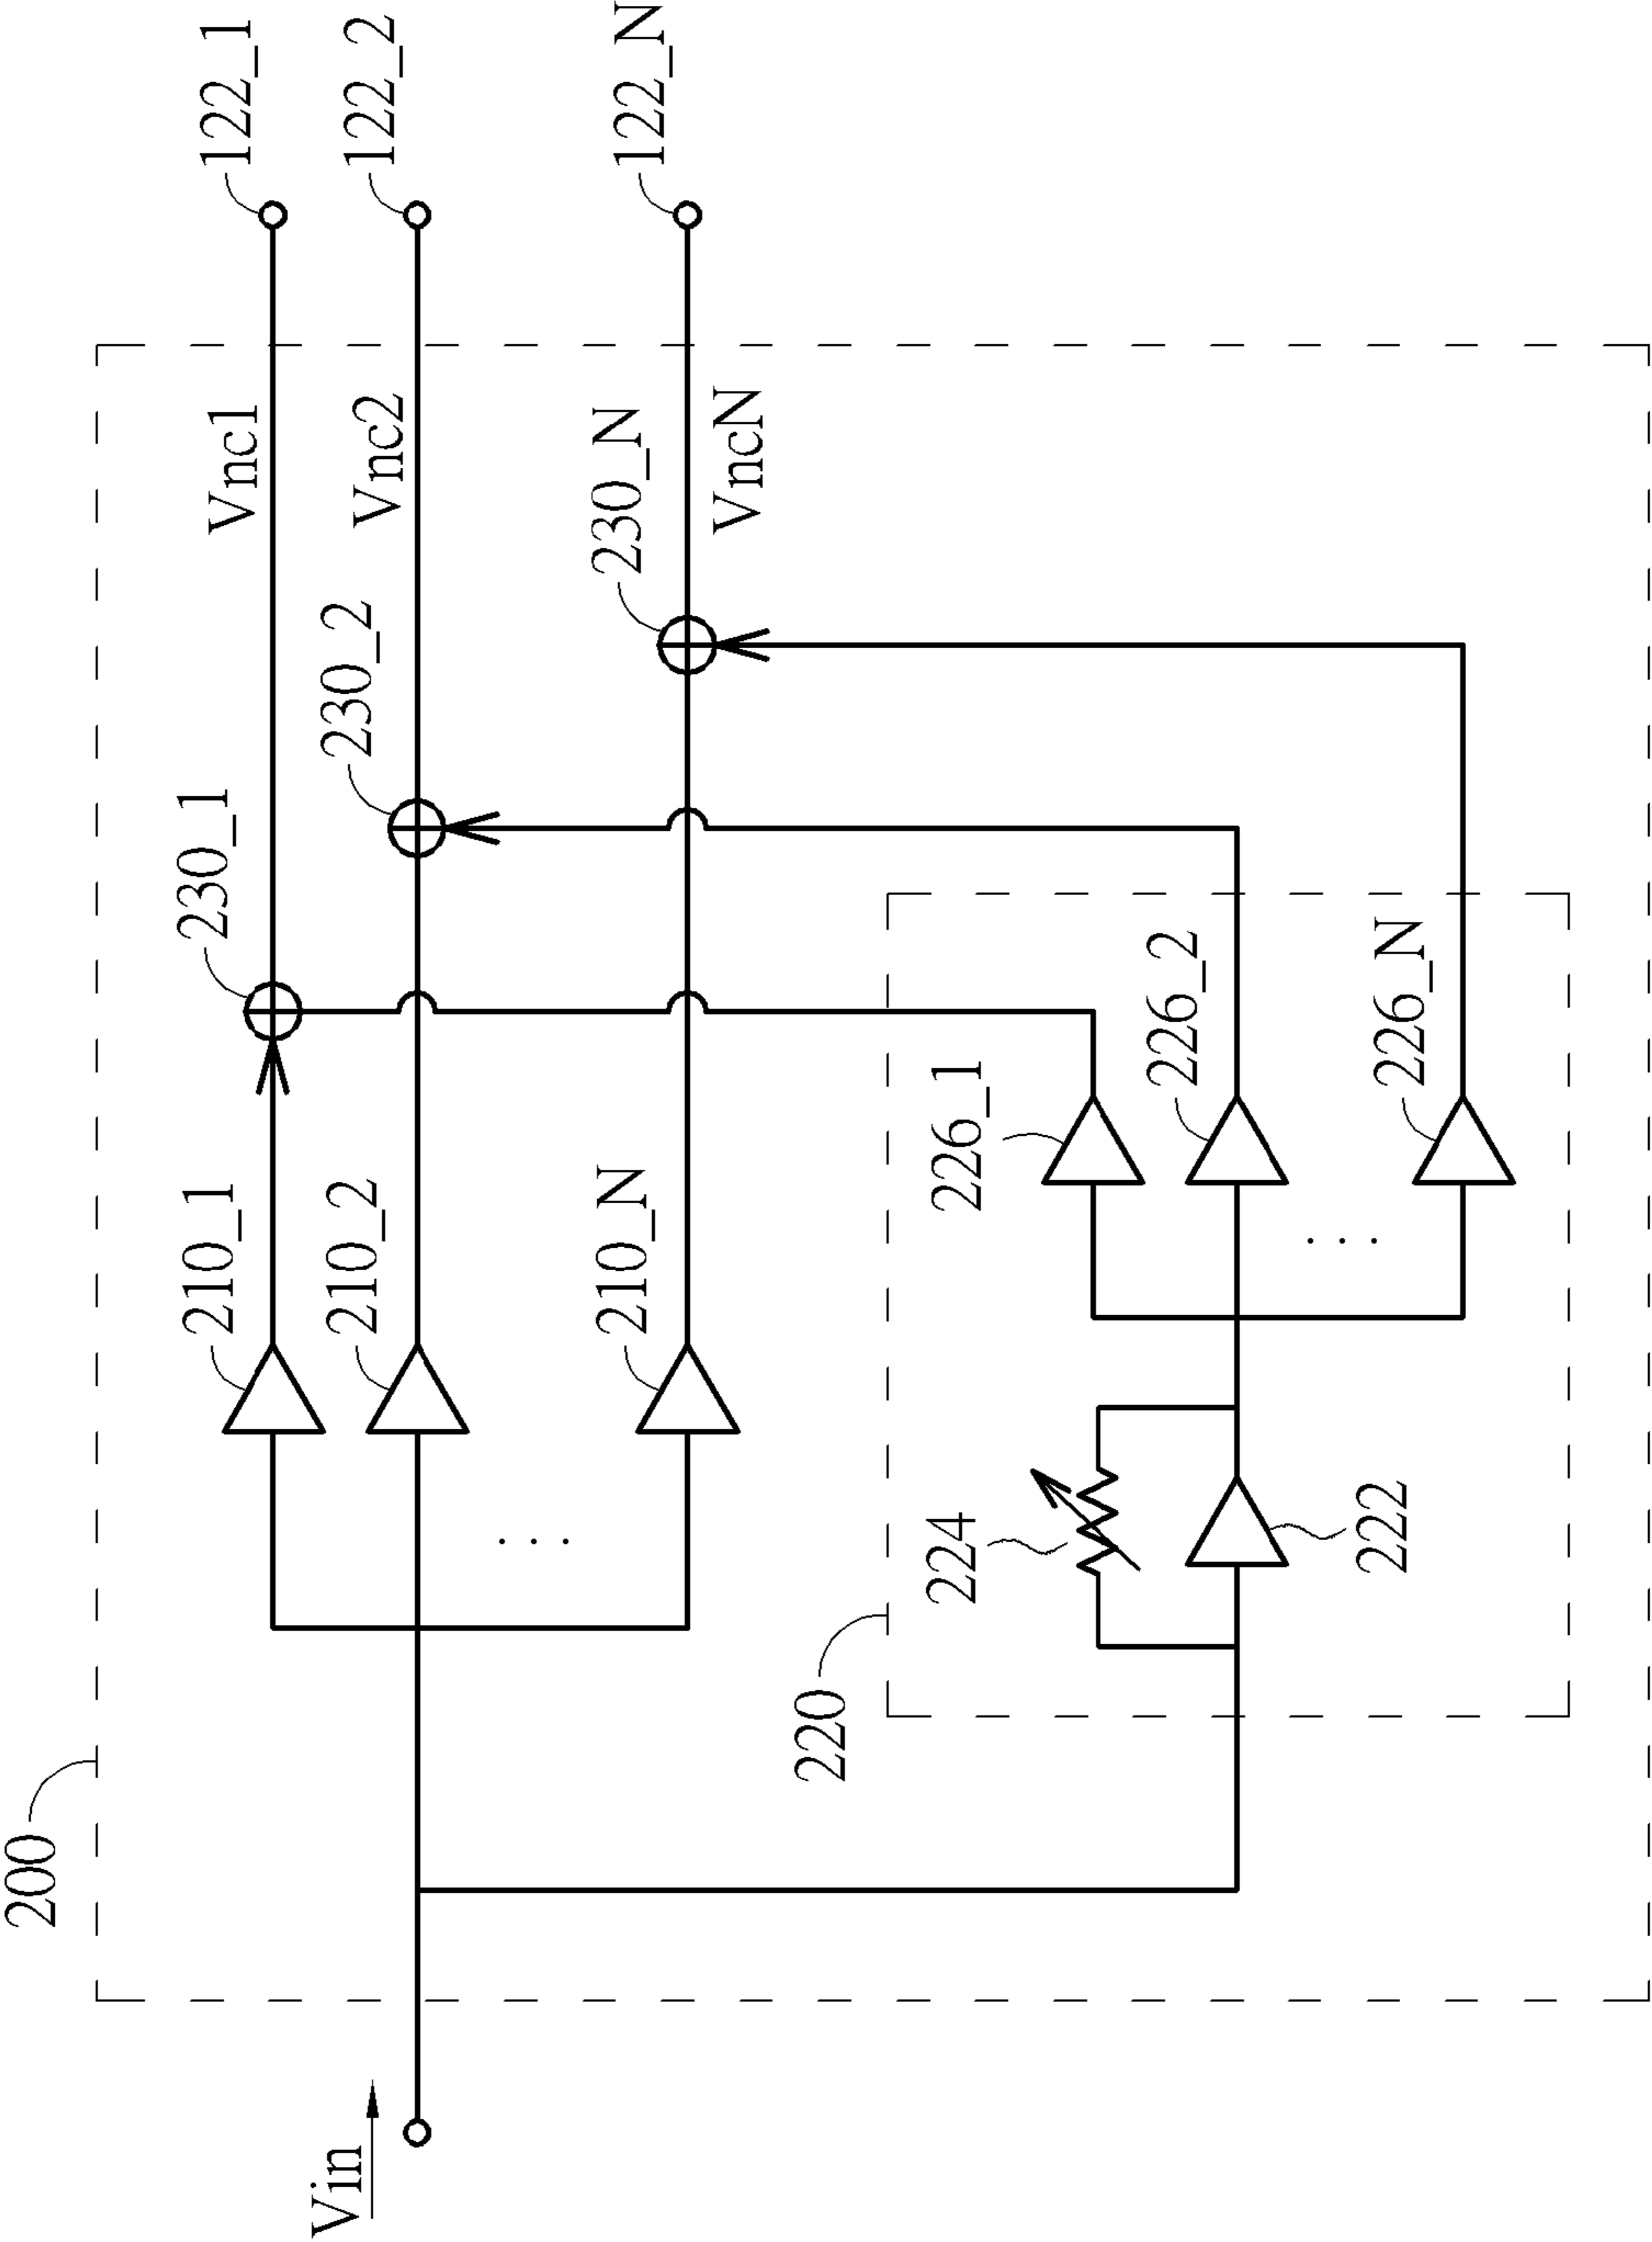 200
Vin
210_1
230_1
Vnc1
122_1
210_2
230_2
Vnc2
122_2
. . .
210_N
230_N
VncN
122_N
220
224
222
226_1
226_2
. . .
226_N